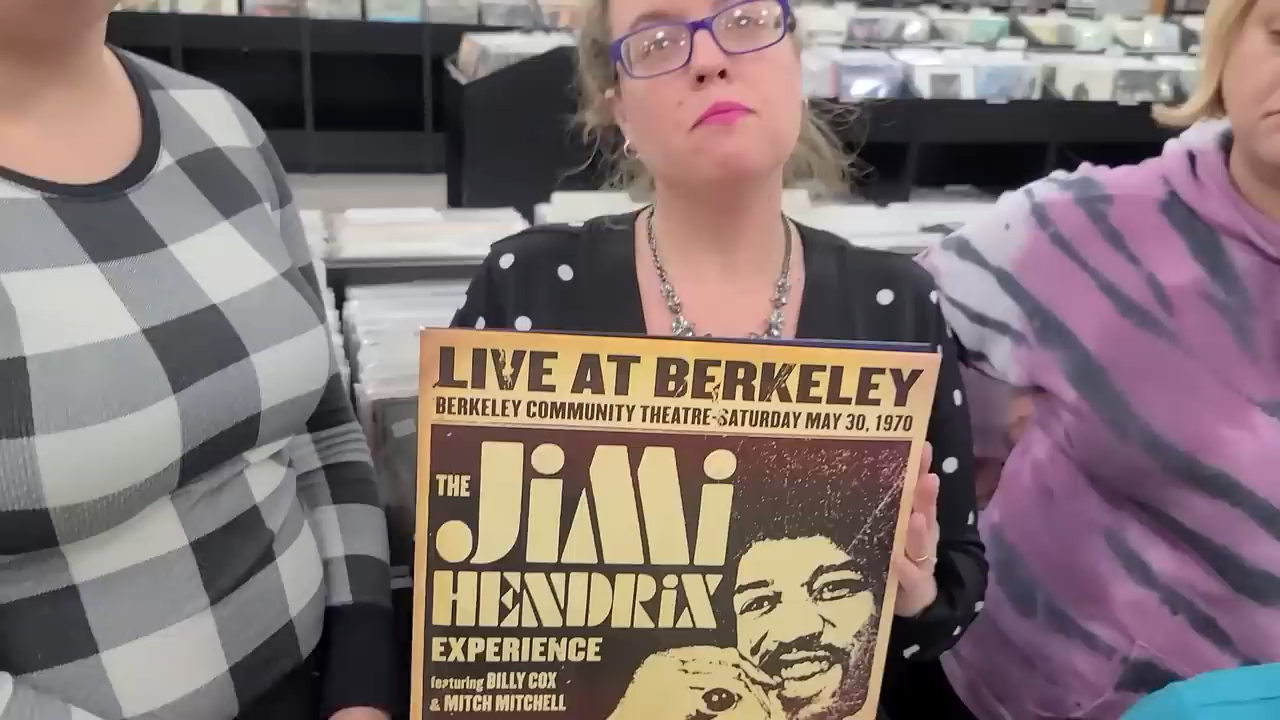 LIVE AT BERKELEY
BERKELEY COMMUNITY THEATRE-SATURDAY MAY 30, 1970
THE
JiMi
HENDRiX
EXPERIENCE
featuring BILLY COX
& MITCH MITCHELL